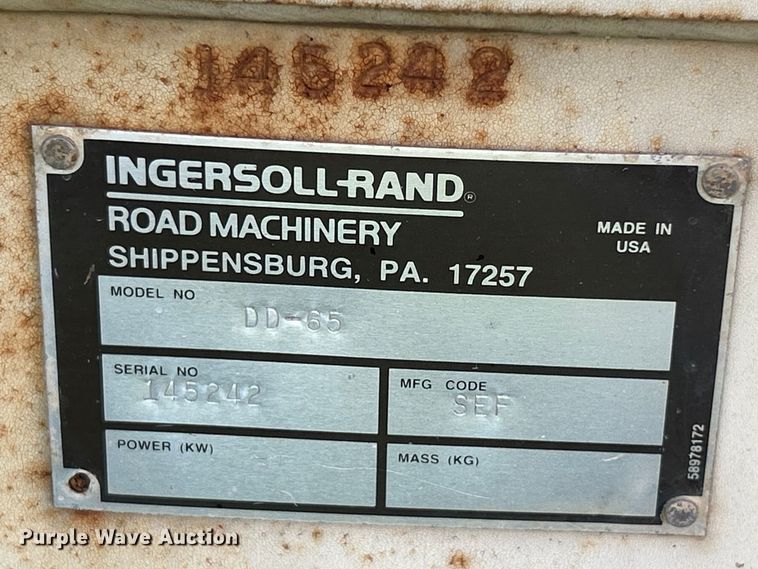 145242
INGERSOLL-RAND®
ROAD MACHINERY
SHIPPENSBURG, PA. 17257
MADE IN
USA
MODEL NO
DD-65
SERIAL NO
145242
MFG CODE
SEF
POWER (KW)
MASS (KG)
58978172
Purple Wave Auction